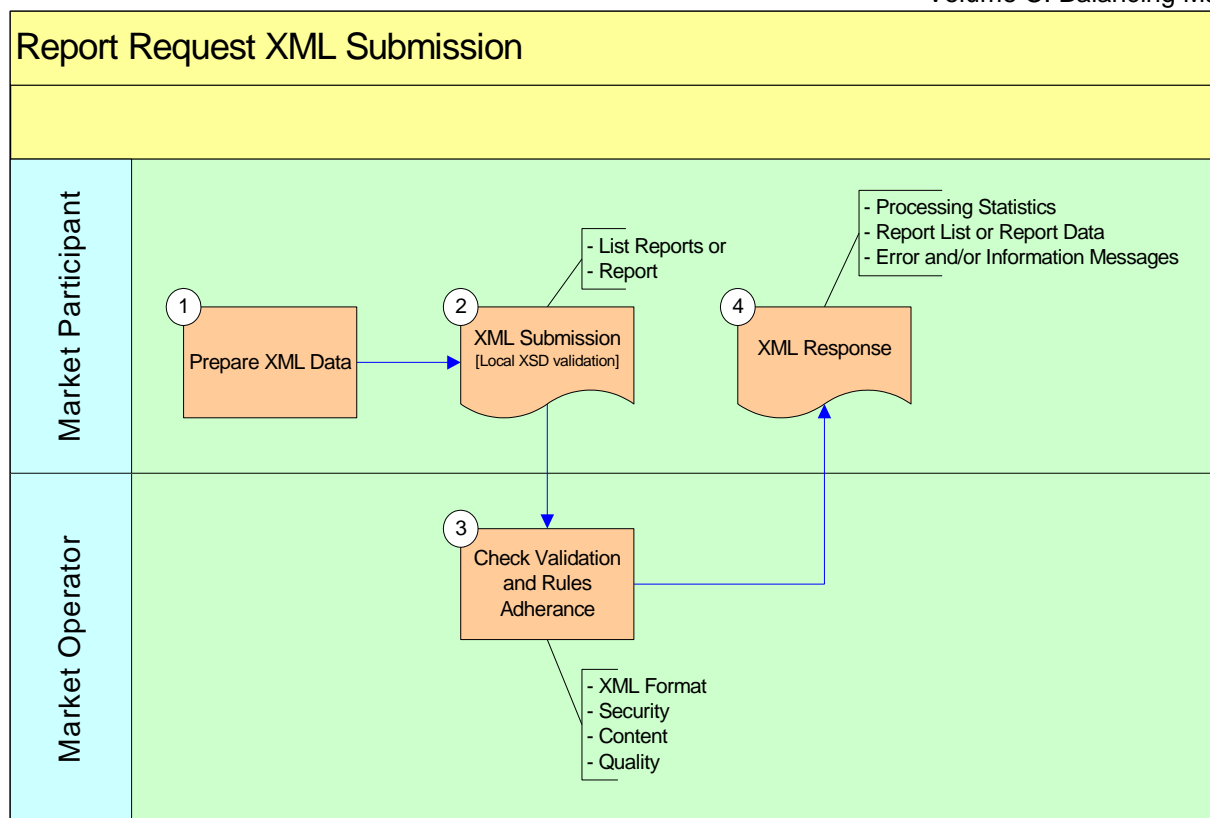 Report Request XML Submission
Market Participant
- Processing Statistics
- Report List or Report Data
- Error and/or Information Messages
- List Reports or
- Report
1
Prepare XML Data
2
XML Submission
[Local XSD validation]
4
XML Response
Market Operator
3
Check Validation
and Rules
Adherance
- XML Format
- Security
- Content
- Quality